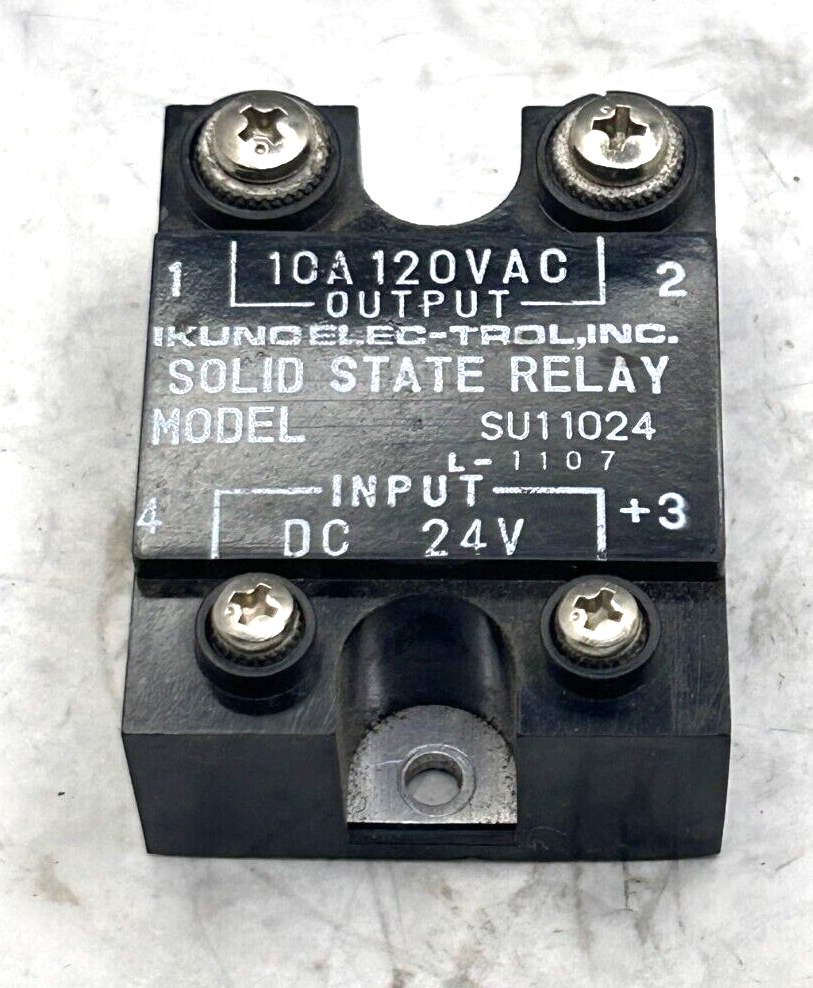 10A 120VAC
1 2
OUTPUT
IKUNO ELEC-TROL,INC.
SOLID STATE RELAY
MODEL SU11024
L-1107
INPUT
4 +3
DC 24V